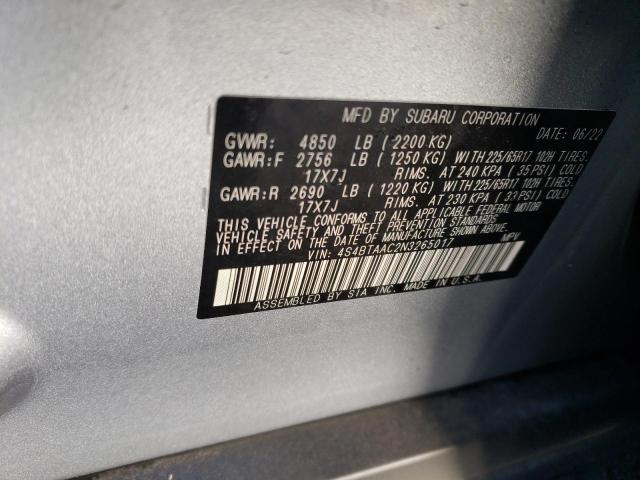 MFD BY SUBARU CORPORATION
DATE: 06/22
GVWR: 4850 LB (2200 KG)
GAWR:F 2756 LB (1250 KG) WITH 225/65R17 102H TIRES.
17X7J RIMS. AT 240 KPA (35 PSI) COLD
GAWR:R 2690 LB (1220 KG) WITH 225/65R17 102H TIRES.
17X7J RIMS. AT 230 KPA (33 PSI) COLD
THIS VEHICLE CONFORMS TO ALL APPLICABLE FEDERAL MOTOR
VEHICLE SAFETY AND THEFT PREVENTION STANDARDS
IN EFFECT ON THE DATE OF MANUFACTURE SHOWN ABOVE.
VIN: 4S4BTAAC2N3265017 MPV
ASSEMBLED BY SIA INC. MADE IN U.S.A.